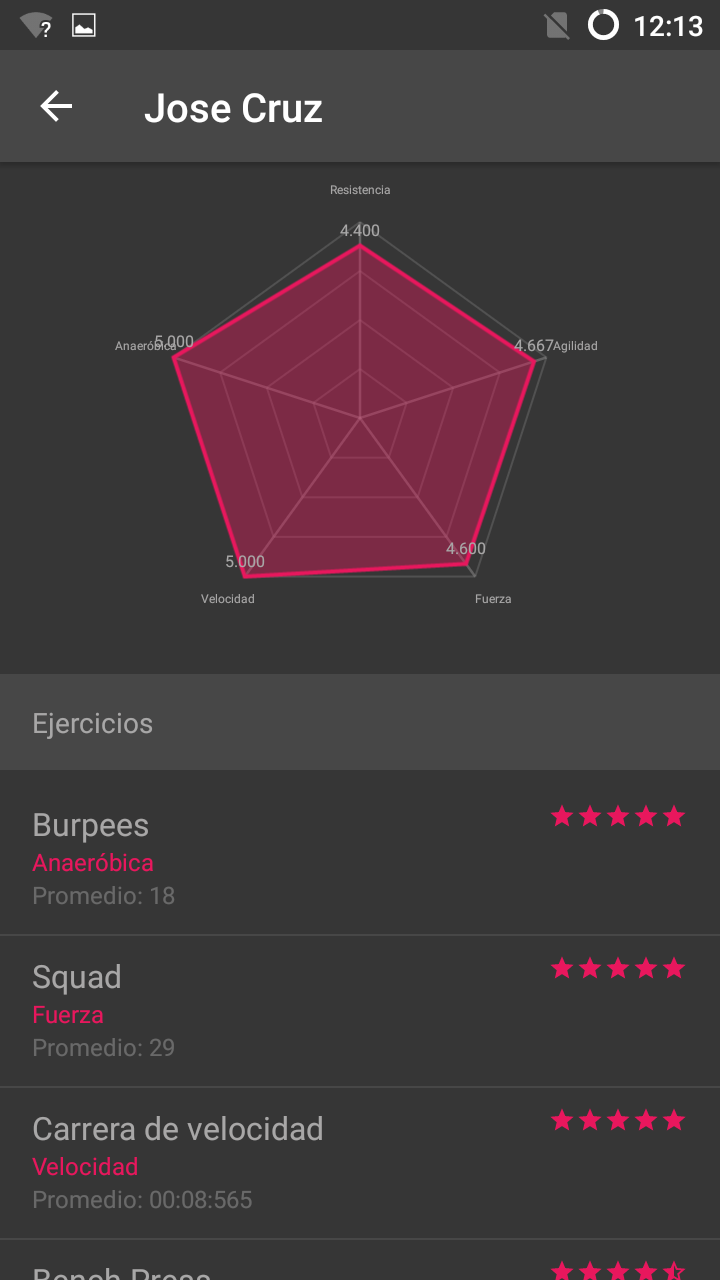 ?
12:13
Jose Cruz
Resistencia
4.400
Anaeróbica
5.000
4.667
Agilidad
5.000
4.600
Velocidad
Fuerza
Ejercicios
Burpees
Anaeróbica
Promedio: 18
Squad
Fuerza
Promedio: 29
Carrera de velocidad
Velocidad
Promedio: 00:08:565
Bench Press